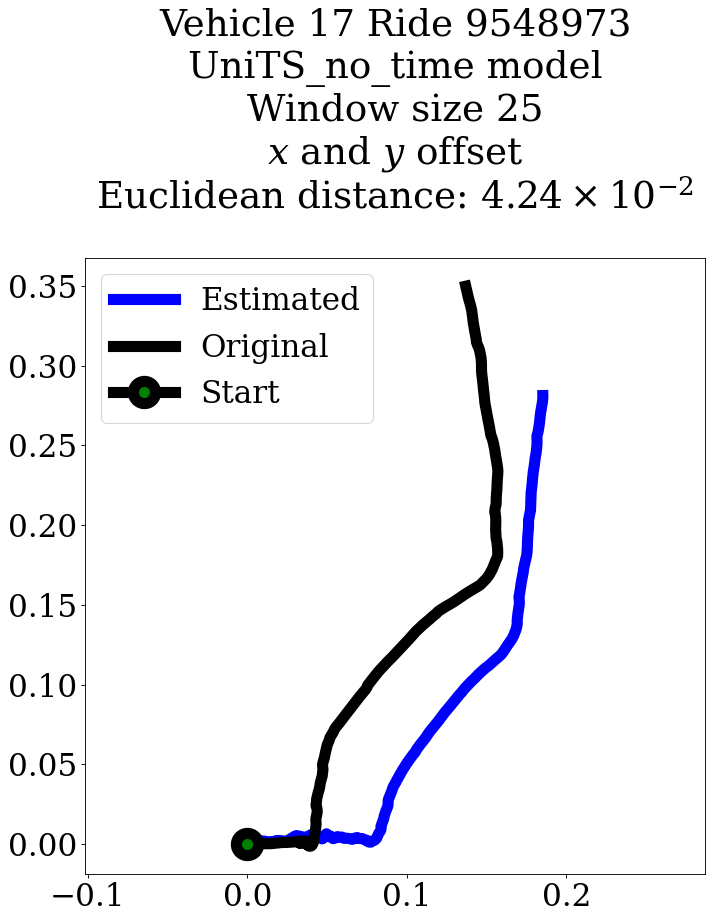 Vehicle 17 Ride 9548973
UniTS_no_time model
Window size 25
x and y offset
Euclidean distance: 4.24 × 10⁻²
Estimated
Original
Start
0.35
0.30
0.25
0.20
0.15
0.10
0.05
0.00
−0.1
0.0
0.1
0.2